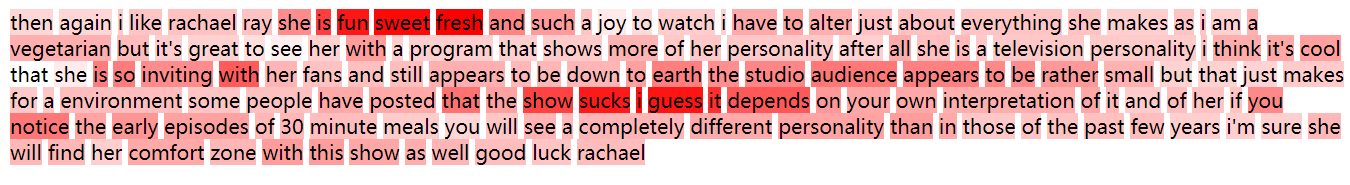 then again i like rachael ray she is fun sweet fresh and such a joy to watch i have to alter just about everything she makes as i am a
vegetarian but it's great to see her with a program that shows more of her personality after all she is a television personality i think it's cool
that she is so inviting with her fans and still appears to be down to earth the studio audience appears to be rather small but that just makes
for a environment some people have posted that the show sucks i guess it depends on your own interpretation of it and of her if you
notice the early episodes of 30 minute meals you will see a completely different personality than in those of the past few years i'm sure she
will find her comfort zone with this show as well good luck rachael